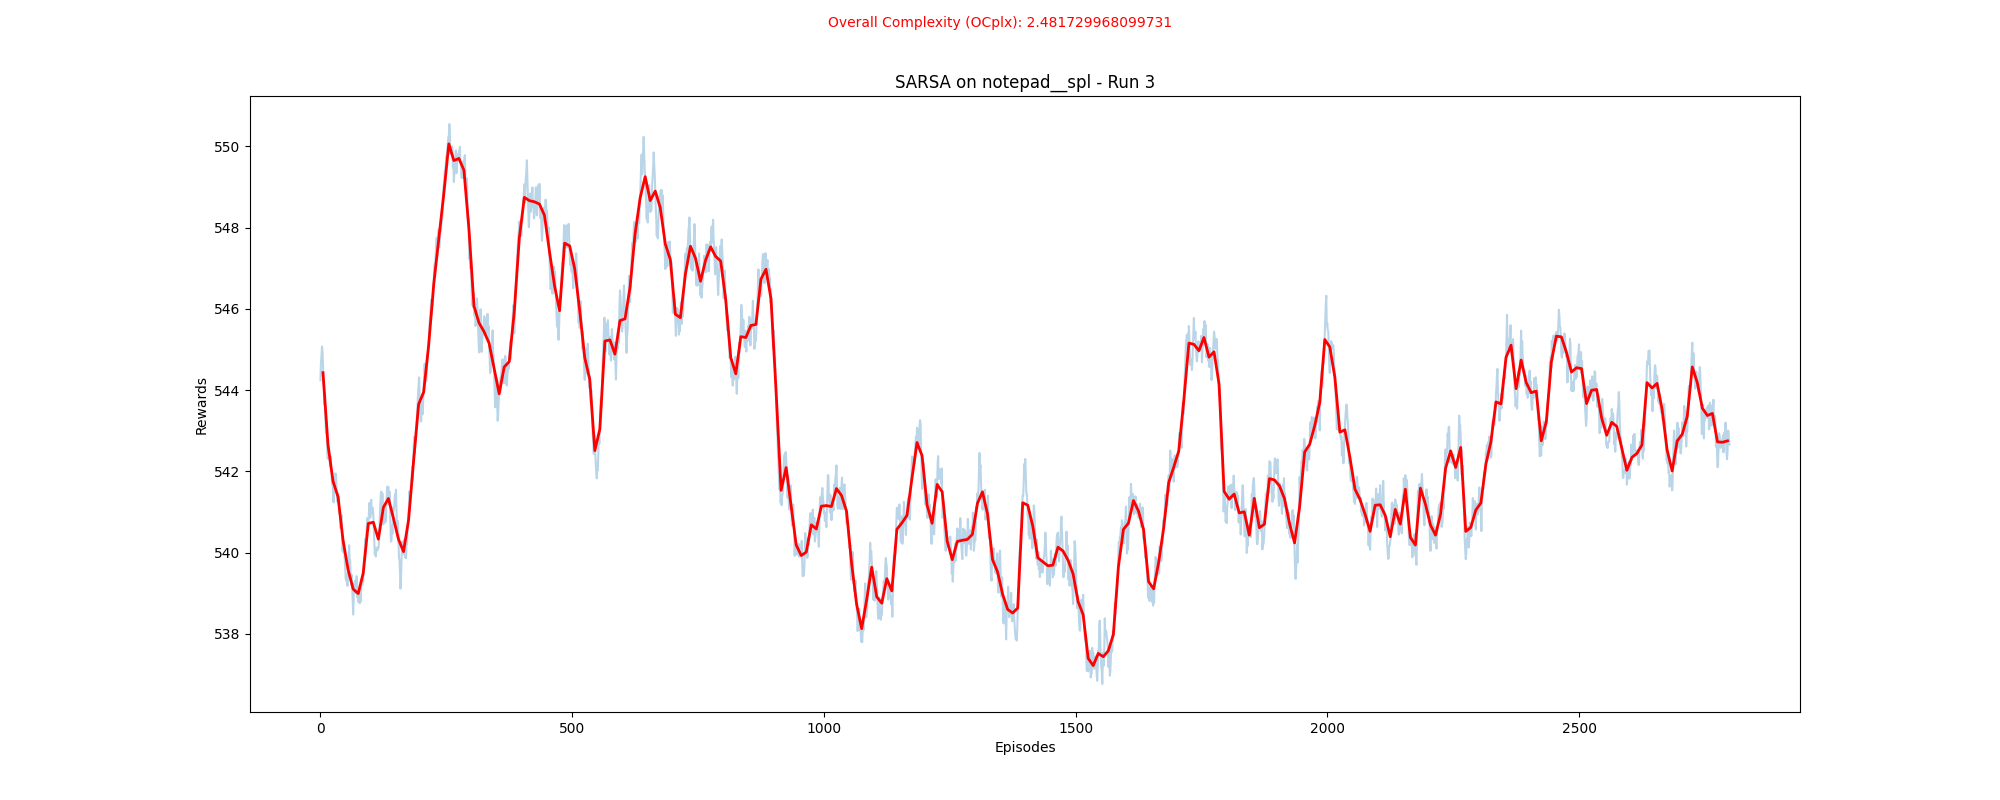 Overall Complexity (OCplx): 2.481729968099731
SARSA on notepad__spl - Run 3
Rewards
550
548
546
544
542
540
538
0 500 1000 1500 2000 2500
Episodes